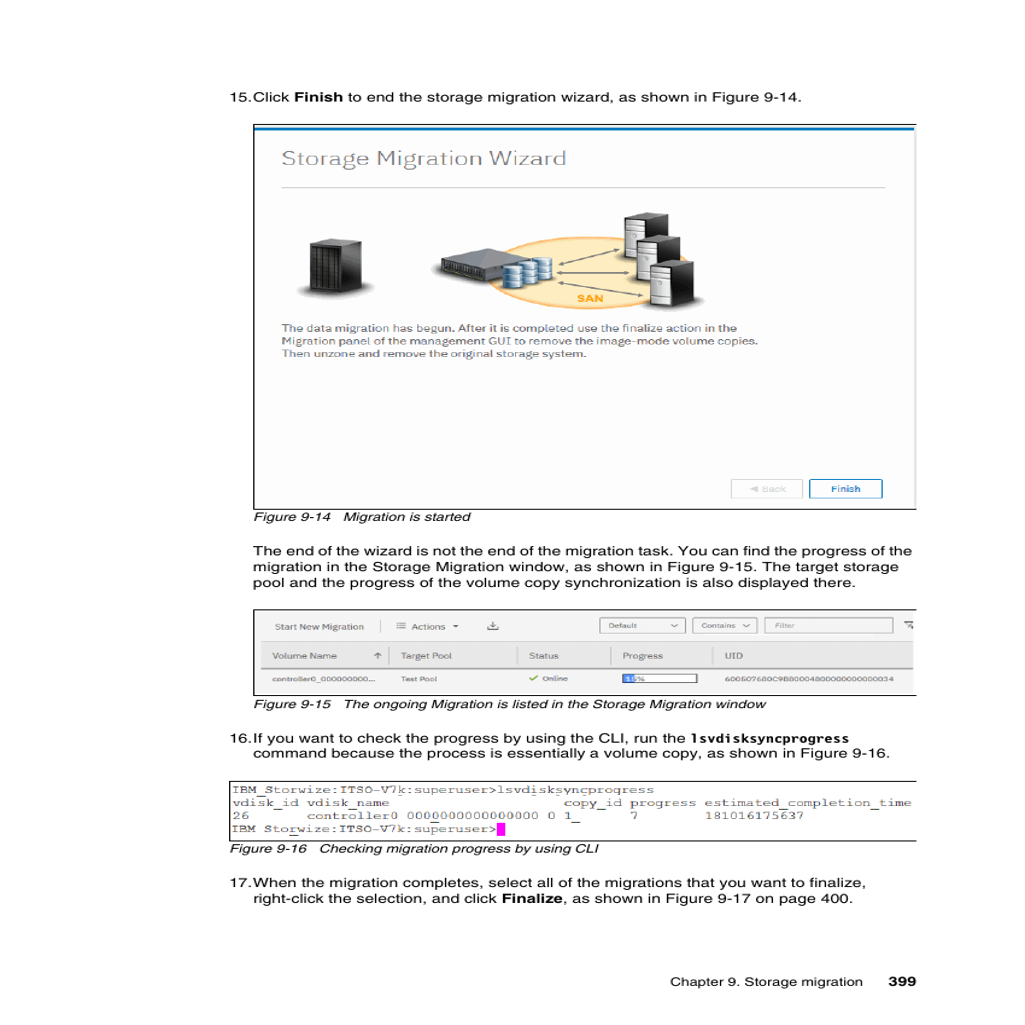 15.Click Finish to end the storage migration wizard, as shown in Figure 9-14.
Storage Migration Wizard
SAN
The data migration has begun. After it is completed use the finalize action in the
Migration panel of the management GUI to remove the image-mode volume copies.
Then unzone and remove the original storage system.
Back
Finish
Figure 9-14 Migration is started
The end of the wizard is not the end of the migration task. You can find the progress of the
migration in the Storage Migration window, as shown in Figure 9-15. The target storage
pool and the progress of the volume copy synchronization is also displayed there.
Start New Migration Actions Default Contains Filter
Volume Name Target Pool Status Progress UID
controller0_000000000... Test Pool Online
Figure 9-15 The ongoing Migration is listed in the Storage Migration window
16.If you want to check the progress by using the CLI, run the lsvdisksyncprogress
command because the process is essentially a volume copy, as shown in Figure 9-16.
IBM_Storwize:ITSO-V7k:superuser>lsvdisksyncprogress
vdisk_id vdisk_name copy_id progress estimated_completion_time
26 controller0_0000000000000000_0 1 7 181016175637
IBM_Storwize:ITSO-V7k:superuser>
Figure 9-16 Checking migration progress by using CLI
17.When the migration completes, select all of the migrations that you want to finalize,
right-click the selection, and click Finalize, as shown in Figure 9-17 on page 400.
Chapter 9. Storage migration 399